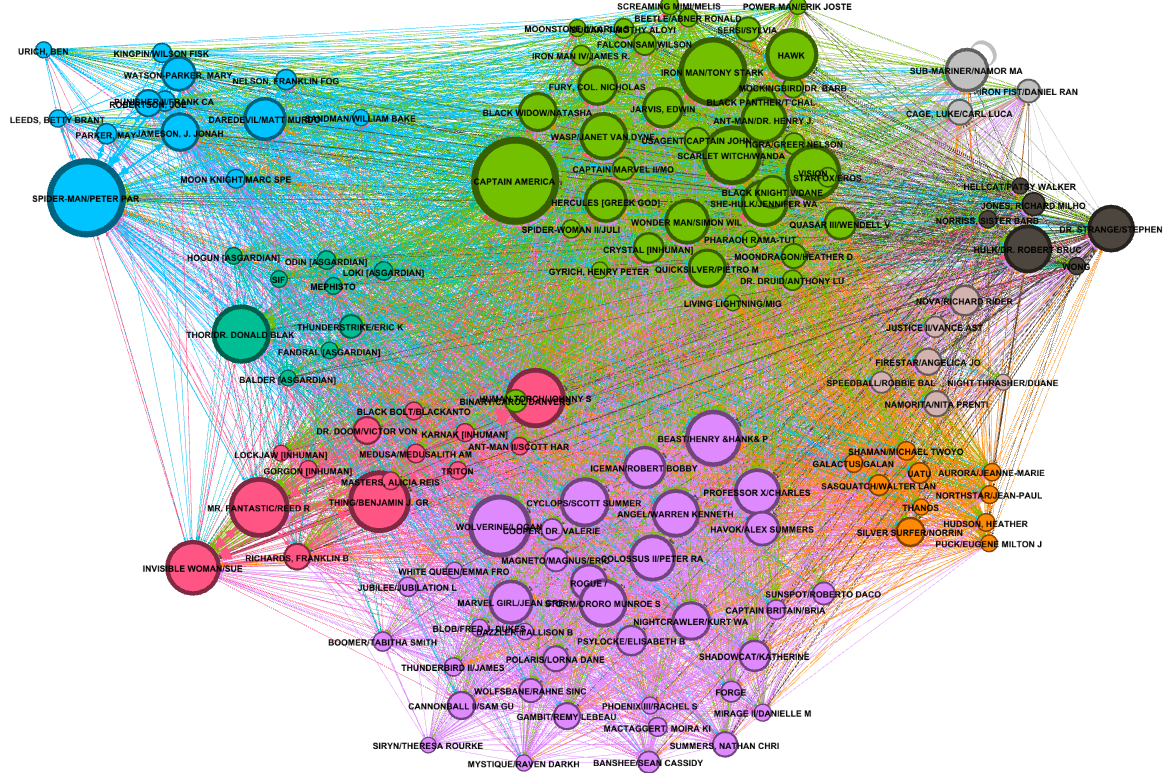 SCREAMING MIMI/MELIS
POWER MAN/ERIK JOSTE
BEETLE/ABNER RONALD
SERSI/SYLVIA
FALCON/SAM WILSON
URICH, BEN
KINGPIN/WILSON FISK
IRON MAN IV/JAMES R.
HAWK
IRON MAN/TONY STARK
SUB-MARINER/NAMOR MA
WATSON-PARKER, MARY
NELSON, FRANKLIN FOG
FURY, COL. NICHOLAS
MOCKINGBIRD/DR. BARB
IRON FIST/DANIEL RAN
PUNISHER II/FRANK CA
BLACK PANTHER/T'CHAL
JARVIS, EDWIN
BLACK WIDOW/NATASHA
CAGE, LUKE/CARL LUCA
LEEDS, BETTY BRANT
DAREDEVIL/MATT MURDO
SANDMAN/WILLIAM BAKE
ANT-MAN/DR. HENRY J.
PARKER, MAY
JAMESON, J. JONAH
WASP/JANET VAN DYNE
USAGENT/CAPTAIN JOHN
TIGRA/GREER NELSON
SCARLET WITCH/WANDA
CAPTAIN MARVEL II/MO
VISION
STARFOX/EROS
MOON KNIGHT/MARC SPE
CAPTAIN AMERICA
HELLCAT/PATSY WALKER
BLACK KNIGHT V/DANE
SPIDER-MAN/PETER PAR
HERCULES [GREEK GOD]
SHE-HULK/JENNIFER WA
JONES, RICHARD MILHO
WONDER MAN/SIMON WIL
QUASAR III/WENDELL V
NORRISS, SISTER BARB
SPIDER-WOMAN II/JULI
DR. STRANGE/STEPHEN
PHARAOH RAMA-TUT
CRYSTAL [INHUMAN]
HULK/DR. ROBERT BRUC
HOGUN [ASGARDIAN]
ODIN [ASGARDIAN]
MOONDRAGON/HEATHER D
LOKI [ASGARDIAN]
GYRICH, HENRY PETER
QUICKSILVER/PIETRO M
WONG
SIF
MEPHISTO
DR. DRUID/ANTHONY LU
LIVING LIGHTNING/MIG
NOVA/RICHARD RIDER
THUNDERSTRIKE/ERIC K
JUSTICE II/VANCE AST
THOR/DR. DONALD BLAK
FANDRAL [ASGARDIAN]
FIRESTAR/ANGELICA JO
BALDER [ASGARDIAN]
SPEEDBALL/ROBBIE BAL
NIGHT THRASHER/DUANE
HUMAN TORCH/JOHNNY S
BINARY/CAROL DANVERS
NAMORITA/NITA PRENTI
BLACK BOLT/BLACKANTO
DR. DOOM/VICTOR VON
KARNAK [INHUMAN]
BEAST/HENRY &HANK& P
ANT-MAN II/SCOTT HAR
SHAMAN/MICHAEL TWOYO
LOCKJAW [INHUMAN]
MEDUSA/MEDUSALITH AM
GALACTUS/GALAN
ICEMAN/ROBERT BOBBY
GORGON [INHUMAN]
TRITON
UATU
AURORA/JEANNE-MARIE
MASTERS, ALICIA REIS
SASQUATCH/WALTER LAN
PROFESSOR X/CHARLES
NORTHSTAR/JEAN-PAUL
THING/BENJAMIN J. GR
CYCLOPS/SCOTT SUMMER
MR. FANTASTIC/REED R
THANOS
ANGEL/WARREN KENNETH
WOLVERINE/LOGAN
COOPER, DR. VALERIE
HAVOK/ALEX SUMMERS
HUDSON, HEATHER
SILVER SURFER/NORRIN
PUCK/EUGENE MILTON J
RICHARDS, FRANKLIN B
COLOSSUS II/PETER RA
MAGNETO/MAGNUS/ERIC
INVISIBLE WOMAN/SUE
WHITE QUEEN/EMMA FRO
ROGUE /
JUBILEE/JUBILATION L
SUNSPOT/ROBERTO DACO
MARVEL GIRL/JEAN GRE
STORM/ORORO MUNROE S
CAPTAIN BRITAIN/BRIA
NIGHTCRAWLER/KURT WA
BLOB/FRED J. DUKES
DAZZLER II/ALLISON B
BOOMER/TABITHA SMITH
PSYLOCKE/ELISABETH B
SHADOWCAT/KATHERINE
POLARIS/LORNA DANE
THUNDERBIRD II/JAMES
WOLFSBANE/RAHNE SINC
FORGE
CANNONBALL II/SAM GU
PHOENIX III/RACHEL S
GAMBIT/REMY LEBEAU
MIRAGE II/DANIELLE M
MACTAGGERT, MOIRA KI
SIRYN/THERESA ROURKE
SUMMERS, NATHAN CHRI
MYSTIQUE/RAVEN DARKH
BANSHEE/SEAN CASSIDY